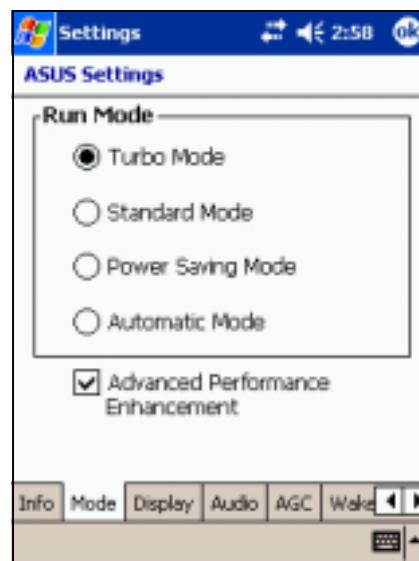 Settings 2:58 ok
ASUS Settings
Run Mode
Turbo Mode
Standard Mode
Power Saving Mode
Automatic Mode
Advanced Performance
Enhancement
Info Mode Display Audio AGC Wake